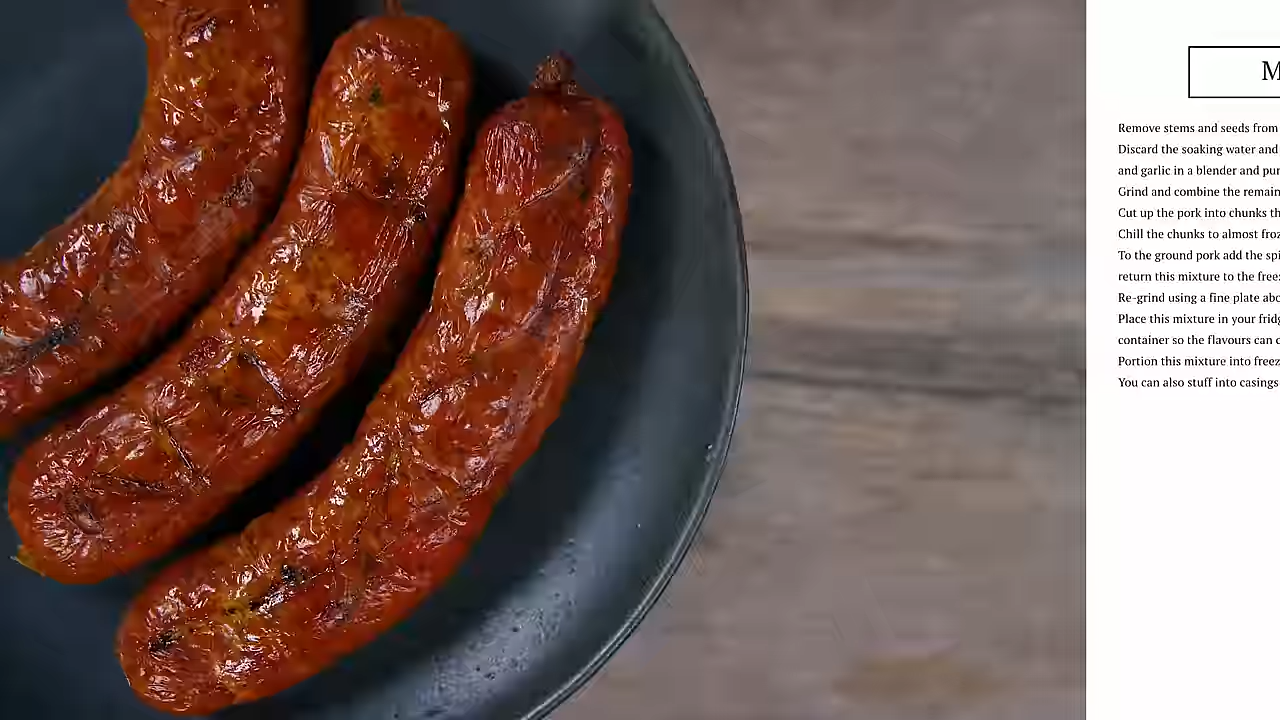 M
Remove stems and seeds from
Discard the soaking water and
and garlic in a blender and pur
Grind and combine the remain
Cut up the pork into chunks th
Chill the chunks to almost froz
To the ground pork add the spi
return this mixture to the freez
Re-grind using a fine plate abo
Place this mixture in your fridg
container so the flavours can c
Portion this mixture into freez
You can also stuff into casings